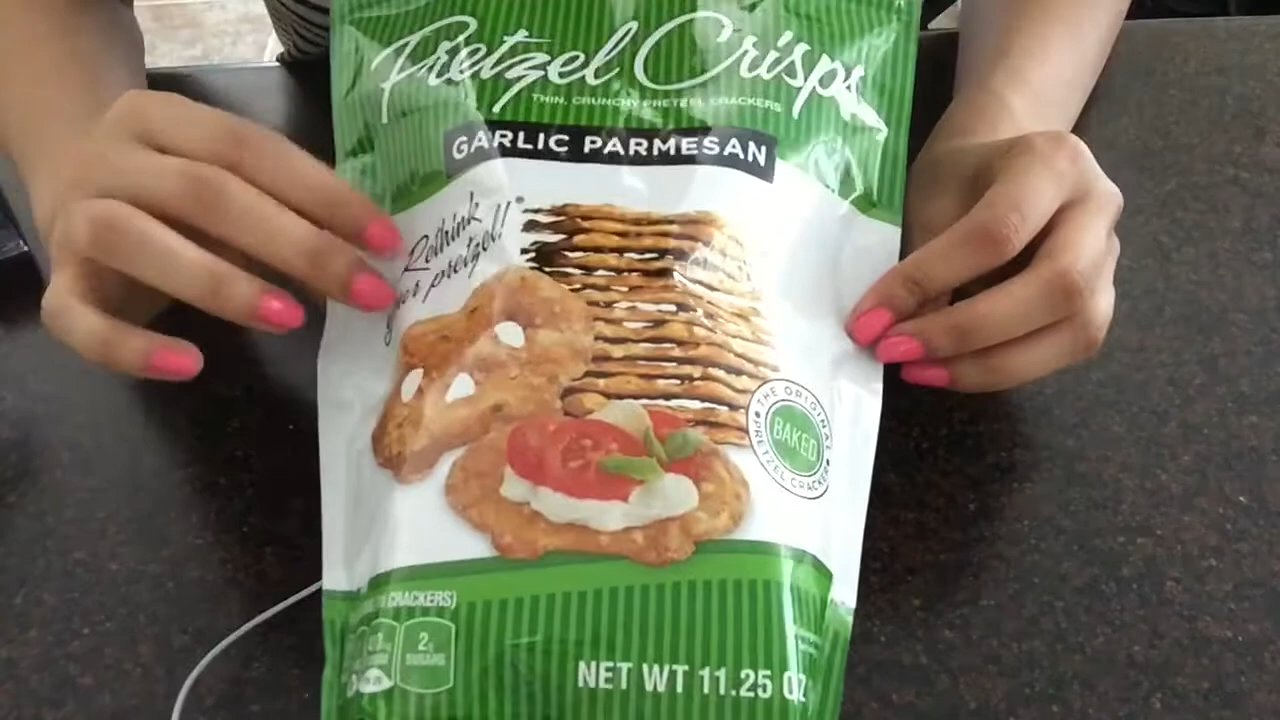 Pretzel Crisps
THIN, CRUNCHY PRETZEL CRACKERS
GARLIC PARMESAN
Rethink
your pretzel!®
THE ORIGINAL
BAKED
PRETZEL CRACKER
CRACKERS)
2g
SUGARS
NET WT 11.25 OZ